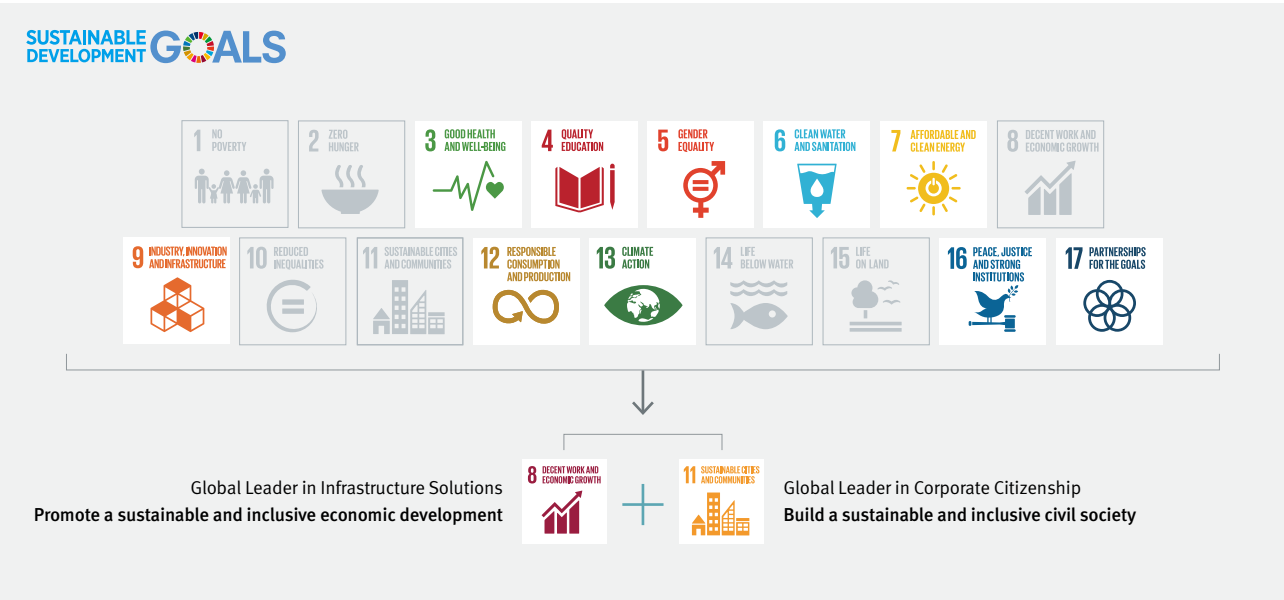 SUSTAINABLE
DEVELOPMENT GOALS
1 NO
POVERTY
2 ZERO
HUNGER
3 GOOD HEALTH
AND WELL-BEING
4 QUALITY
EDUCATION
5 GENDER
EQUALITY
6 CLEAN WATER
AND SANITATION
7 AFFORDABLE AND
CLEAN ENERGY
8 DECENT WORK AND
ECONOMIC GROWTH
9 INDUSTRY, INNOVATION
AND INFRASTRUCTURE
10 REDUCED
INEQUALITIES
11 SUSTAINABLE CITIES
AND COMMUNITIES
12 RESPONSIBLE
CONSUMPTION
AND PRODUCTION
13 CLIMATE
ACTION
14 LIFE
BELOW WATER
15 LIFE
ON LAND
16 PEACE, JUSTICE
AND STRONG
INSTITUTIONS
17 PARTNERSHIPS
FOR THE GOALS
Global Leader in Infrastructure Solutions
Promote a sustainable and inclusive economic development
8 DECENT WORK AND
ECONOMIC GROWTH
11 SUSTAINABLE CITIES
AND COMMUNITIES
Global Leader in Corporate Citizenship
Build a sustainable and inclusive civil society